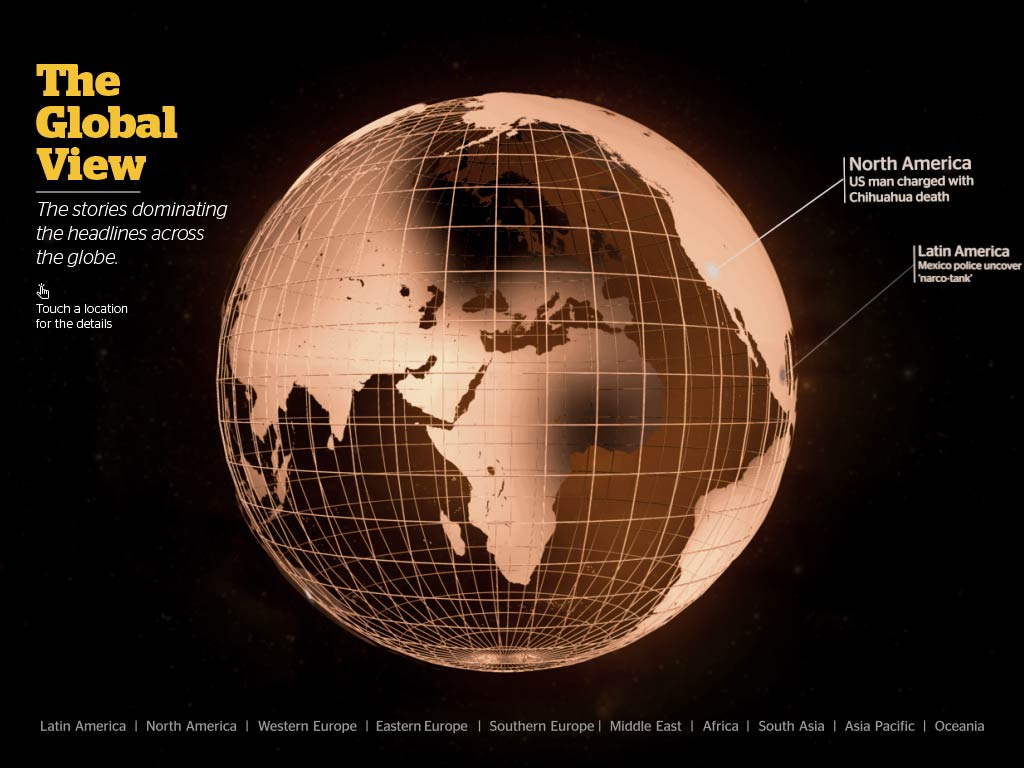 The
Global
View
The stories dominating
the headlines across
the globe.
Touch a location
for the details
North America
US man charged with
Chihuahua death
Latin America
Mexico police uncover
'narco-tank'
Latin America | North America | Western Europe | Eastern Europe | Southern Europe | Middle East | Africa | South Asia | Asia Pacific | Oceania